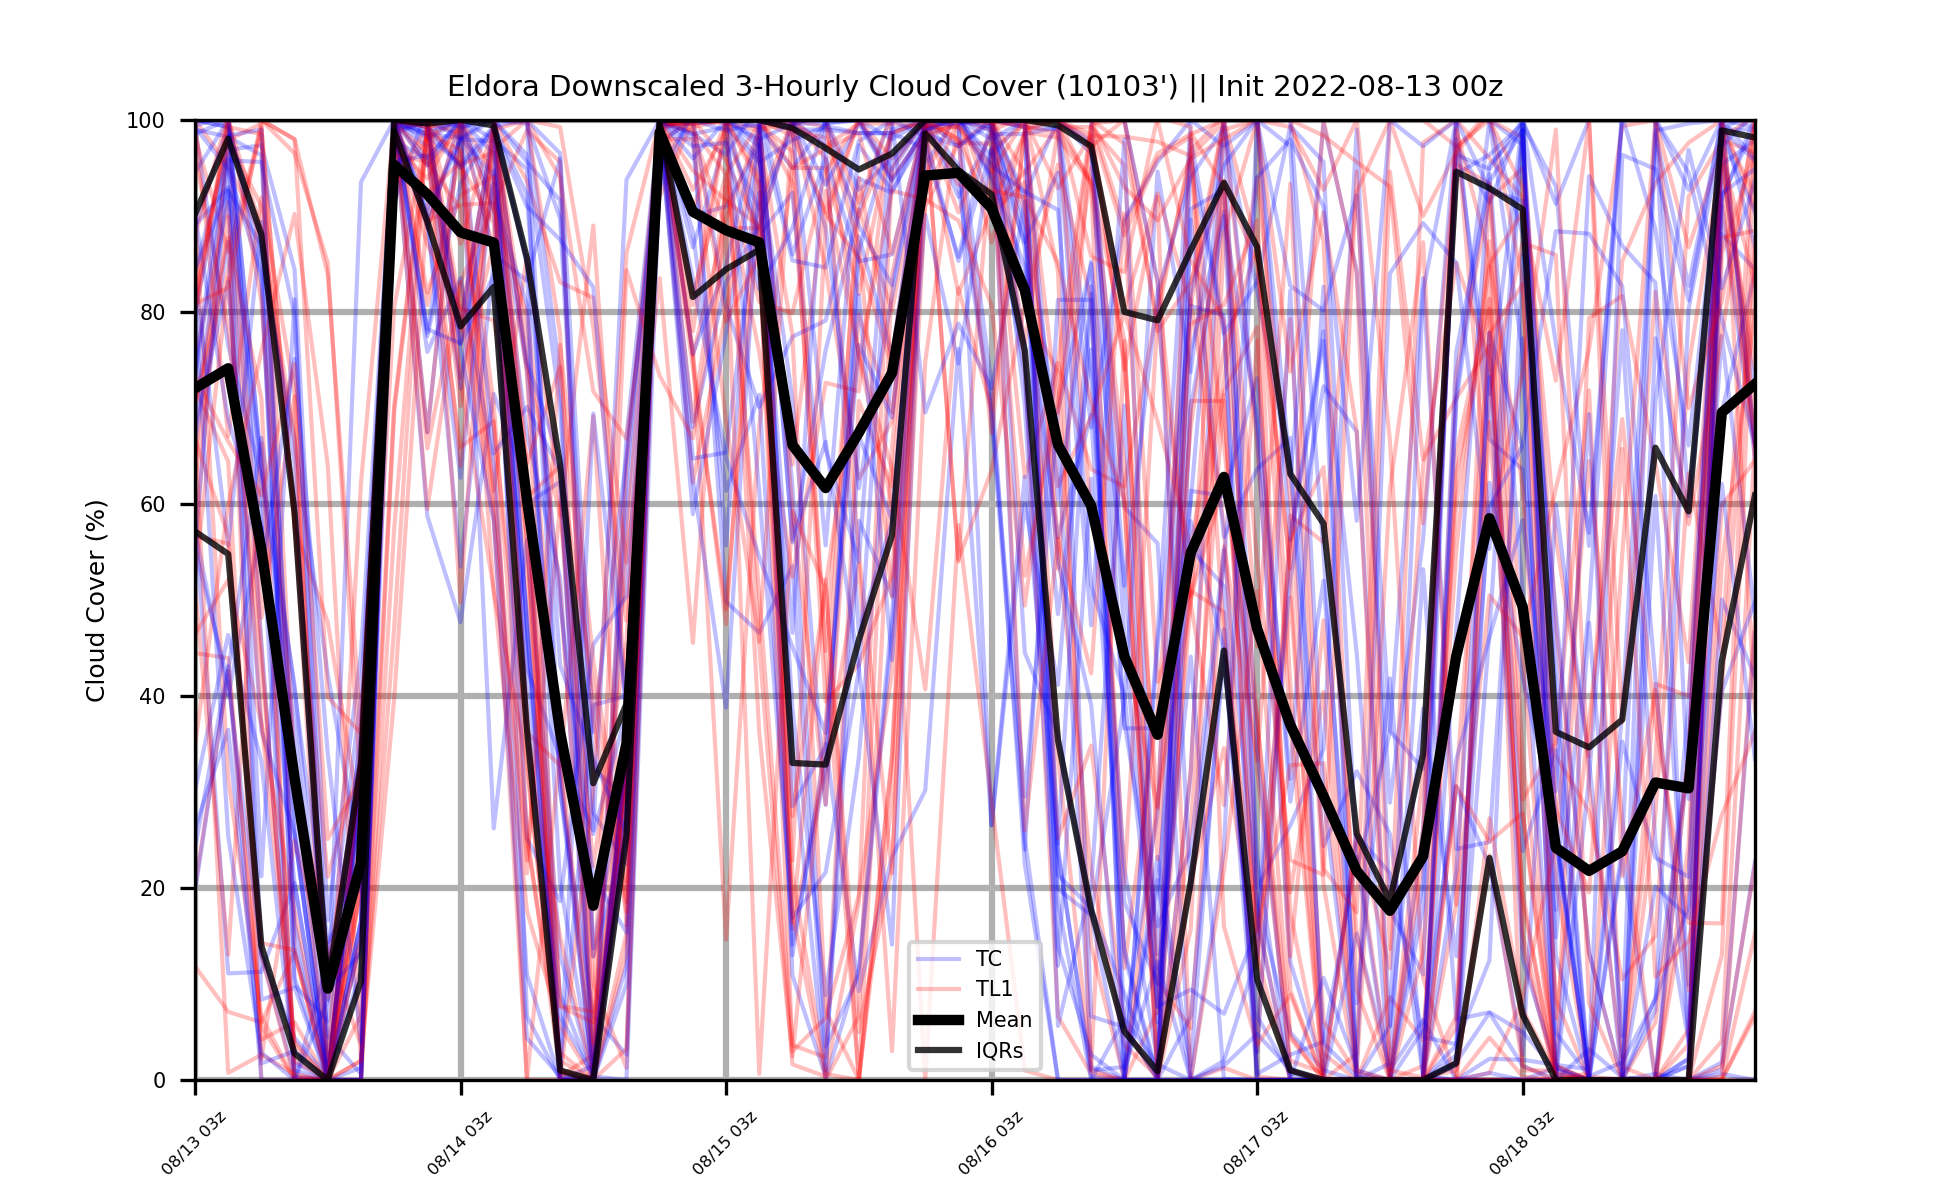 Eldora Downscaled 3-Hourly Cloud Cover (10103') || Init 2022-08-13 00z
Cloud Cover (%)
100
80
60
40
20
0
TC
TL1
Mean
IQRs
08/13 03z
08/14 03z
08/15 03z
08/16 03z
08/17 03z
08/18 03z